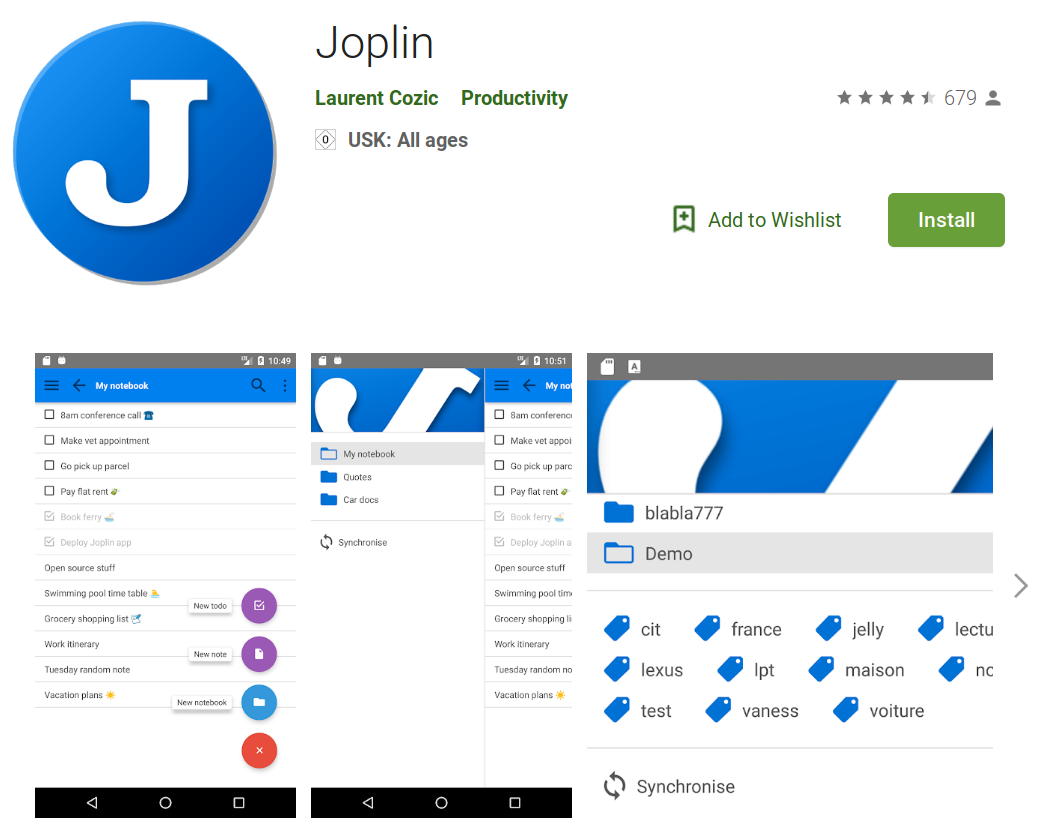 J
Joplin
Laurent Cozic Productivity
679
0 USK: All ages
Add to Wishlist
Install
10:49
My notebook
8am conference call
Make vet appointment
Go pick up parcel
Pay flat rent
Book ferry
Deploy Joplin app
Open source stuff
Swimming pool time table
New todo
Grocery shopping list
Work itinerary
New note
Tuesday random note
Vacation plans
New notebook
10:51
My notebook
Quotes
Car docs
Synchronise
My not
8am conference
Make vet appoi
Go pick up parc
Pay flat rent
Book ferry
Deploy Joplin a
Open source stuff
Swimming pool time
Grocery shopping li
Work itinerary
Tuesday random no
Vacation plans
A
blabla777
Demo
cit france jelly lectu
lexus lpt maison no
test vaness voiture
Synchronise